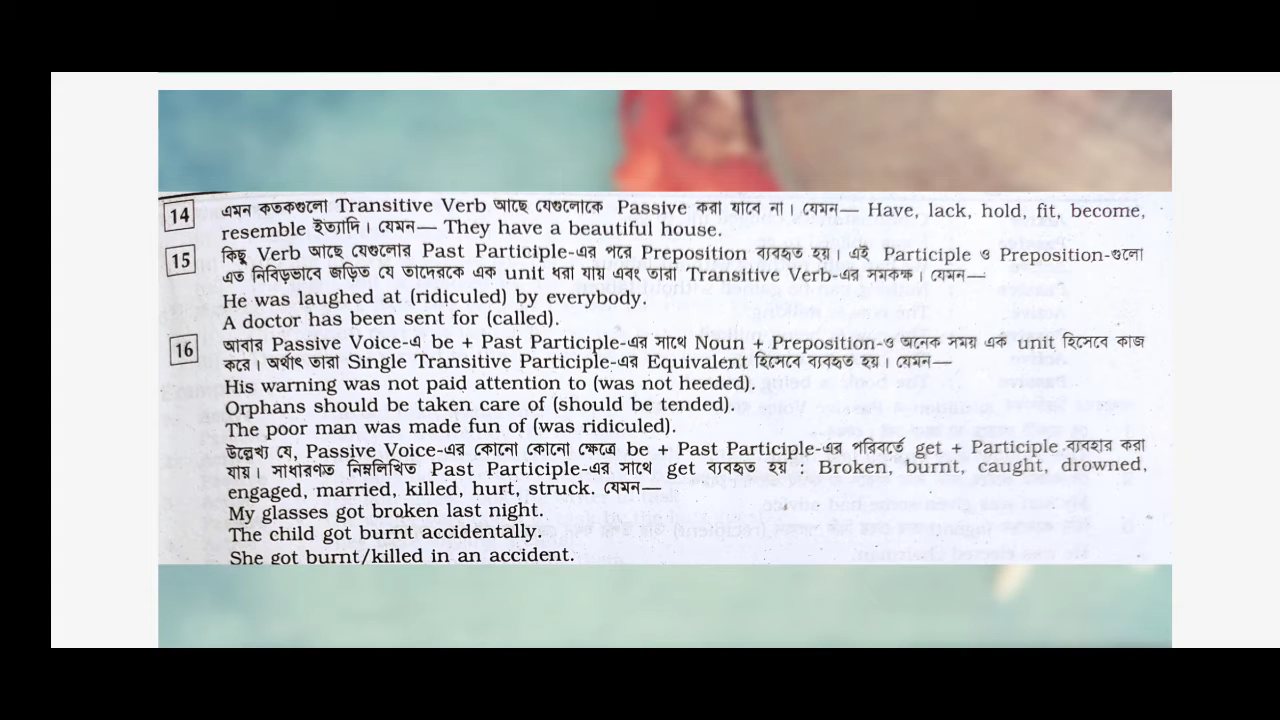 14 এমন কতকগুলো Transitive Verb আছে যেগুলোকে Passive করা যাবে না। যেমন— Have, lack, hold, fit, become,
resemble ইত্যাদি। যেমন— They have a beautiful house.
15 কিছু Verb আছে যেগুলোর Past Participle-এর পরে Preposition ব্যবহৃত হয়। এই Participle ও Preposition-গুলো
এত নিবিড়ভাবে জড়িত যে তাদেরকে এক unit ধরা যায় এবং তারা Transitive Verb-এর সমকক্ষ। যেমন—
He was laughed at (ridiculed) by everybody.
A doctor has been sent for (called).
16 আবার Passive Voice-এ be + Past Participle-এর সাথে Noun + Preposition-ও অনেক সময় এক unit হিসেবে কাজ
করে। অর্থাৎ তারা Single Transitive Participle-এর Equivalent হিসেবে ব্যবহৃত হয়। যেমন—
His warning was not paid attention to (was not heeded).
Orphans should be taken care of (should be tended).
The poor man was made fun of (was ridiculed).
উল্লেখ্য যে, Passive Voice-এর কোনো কোনো ক্ষেত্রে be + Past Participle-এর পরিবর্তে get + Participle ব্যবহার করা
যায়। সাধারণত নিম্নলিখিত Past Participle-এর সাথে get ব্যবহৃত হয় : Broken, burnt, caught, drowned,
engaged, married, killed, hurt, struck. যেমন—
My glasses got broken last night.
The child got burnt accidentally.
She got burnt/killed in an accident.